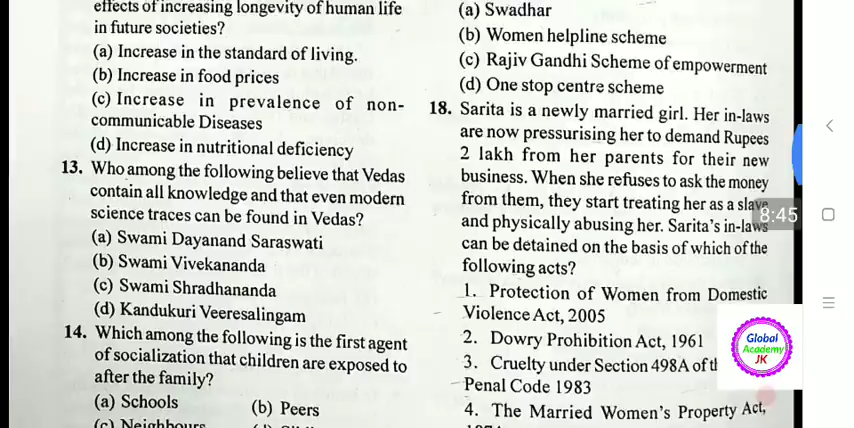 effects of increasing longevity of human life
in future societies?
(a) Increase in the standard of living.
(b) Increase in food prices
(c) Increase in prevalence of non-
communicable Diseases
(d) Increase in nutritional deficiency
13. Who among the following believe that Vedas
contain all knowledge and that even modern
science traces can be found in Vedas?
(a) Swami Dayanand Saraswati
(b) Swami Vivekananda
(c) Swami Shradhananda
(d) Kandukuri Veeresalingam
14. Which among the following is the first agent
of socialization that children are exposed to
after the family?
(a) Schools (b) Peers
(c) Neighbours
(a) Swadhar
(b) Women helpline scheme
(c) Rajiv Gandhi Scheme of empowerment
(d) One stop centre scheme
18. Sarita is a newly married girl. Her in-laws
are now pressurising her to demand Rupees
2 lakh from her parents for their new
business. When she refuses to ask the money
from them, they start treating her as a slave
and physically abusing her. Sarita's in-laws
can be detained on the basis of which of the
following acts?
1. Protection of Women from Domestic
Violence Act, 2005
2. Dowry Prohibition Act, 1961
3. Cruelty under Section 498A of
Penal Code 1983
4. The Married Women's Property Act,
8:45
Global
Academy
JK